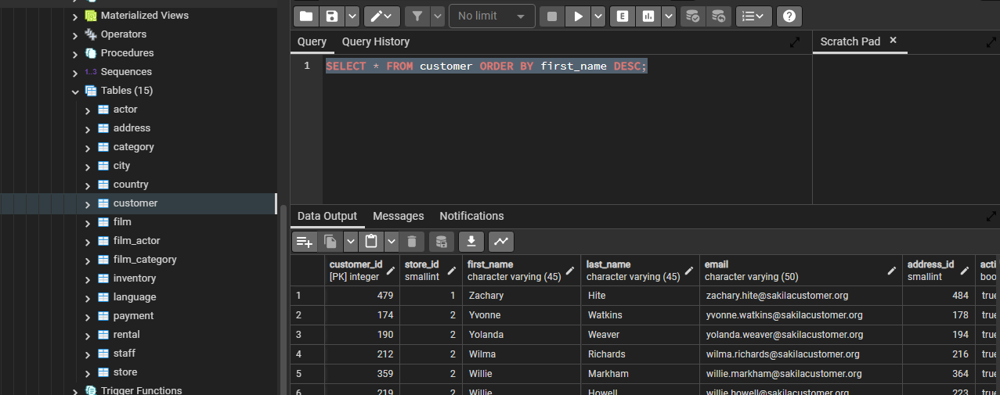 Materialized Views
Operators
Procedures
1..3 Sequences
Tables (15)
actor
address
category
city
country
customer
film
film_actor
film_category
inventory
language
payment
rental
staff
store
Trigger Functions
No limit
E
Query Query History
Scratch Pad
1 SELECT * FROM customer ORDER BY first_name DESC;
Data Output Messages Notifications
customer_id store_id first_name last_name email address_id acti
[PK] integer smallint character varying (45) character varying (45) character varying (50) smallint boo
1 479 1 Zachary Hite zachary.hite@sakilacustomer.org 484 true
2 174 2 Yvonne Watkins yvonne.watkins@sakilacustomer.org 178 true
3 190 2 Yolanda Weaver yolanda.weaver@sakilacustomer.org 194 true
4 212 2 Wilma Richards wilma.richards@sakilacustomer.org 216 true
5 359 2 Willie Markham willie.markham@sakilacustomer.org 364 true
6 219 2 Willie Howell willie.howell@sakilacustomer.org 223 true